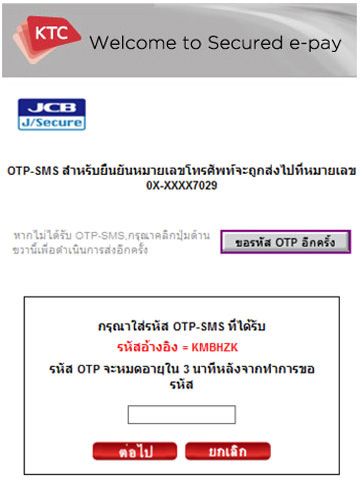 KTC
Welcome to Secured e-pay
JCB
J/Secure
OTP-SMS สำหรับยืนยันหมายเลขโทรศัพท์จะถูกส่งไปที่หมายเลข
0X-XXXX7029
หากไม่ได้รับ OTP-SMS,กรุณาคลิกปุ่มด้าน
ขวานี้เพื่อดำเนินการส่งอีกครั้ง
ขอรหัส OTP อีกครั้ง
กรุณาใส่รหัส OTP-SMS ที่ได้รับ
รหัสอ้างอิง = KMBHZK
รหัส OTP จะหมดอายุใน 3 นาทีหลังจากทำการขอ
รหัส
ต่อไป
ยกเลิก